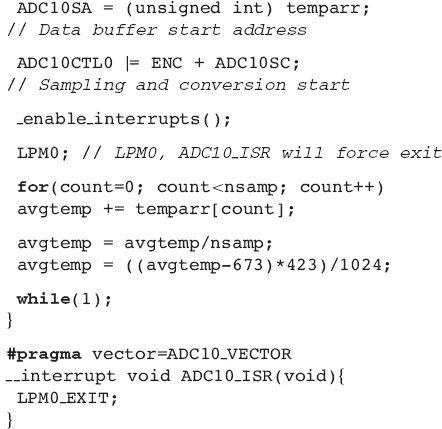 ADC10SA = (unsigned int) temparr;
// Data buffer start address
ADC10CTL0 |= ENC + ADC10SC;
// Sampling and conversion start
_enable_interrupts();
LPM0; // LPM0, ADC10_ISR will force exit
for(count=0; count<nsamp; count++)
avgtemp += temparr[count];
avgtemp = avgtemp/nsamp;
avgtemp = ((avgtemp-673)*423)/1024;
while(1);
}
#pragma vector=ADC10_VECTOR
__interrupt void ADC10_ISR(void){
LPM0_EXIT;
}